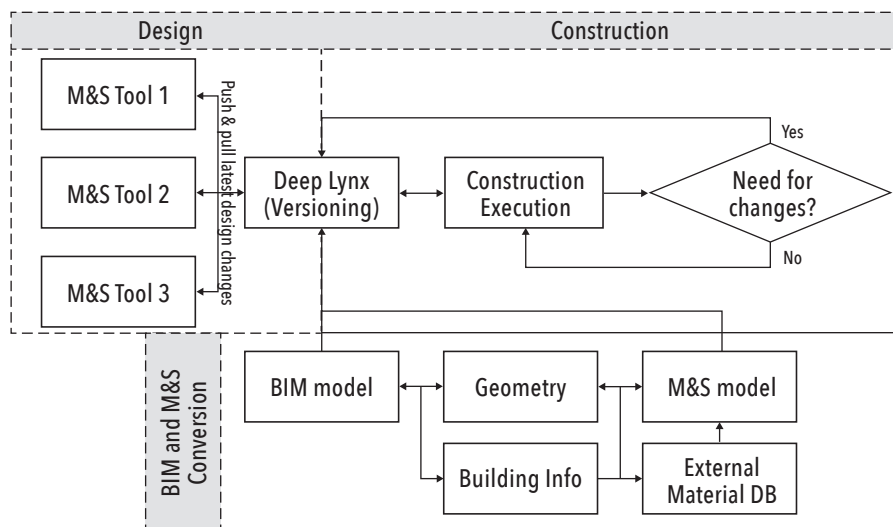 Design
Construction
M&S Tool 1
M&S Tool 2
M&S Tool 3
Push & pull latest design changes
Deep Lynx
(Versioning)
Construction
Execution
Need for
changes?
Yes
No
BIM and M&S
Conversion
BIM model
Geometry
M&S model
Building Info
External
Material DB